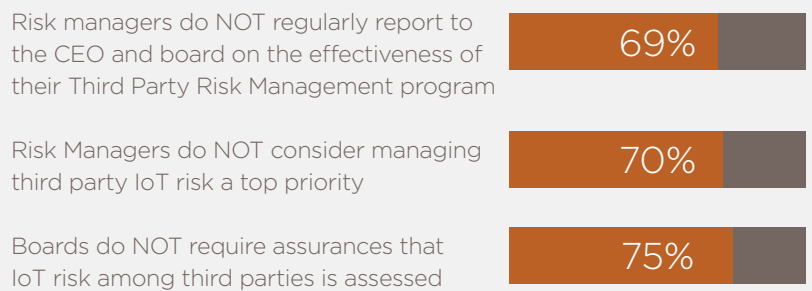 Risk managers do NOT regularly report to
the CEO and board on the effectiveness of
their Third Party Risk Management program
69%
Risk Managers do NOT consider managing
third party IoT risk a top priority
70%
Boards do NOT require assurances that
IoT risk among third parties is assessed
75%